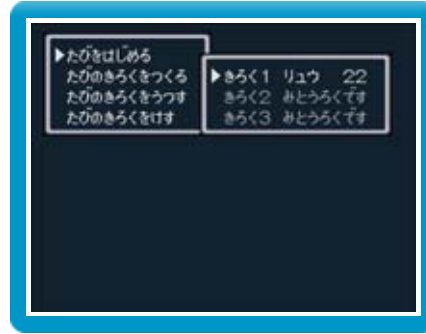 ▶たびをはじめる
たびのきろくをつくる
たびのきろくをうつす
たびのきろくをけす
▶きろく1 リュウ 22
きろく2 みとうろくです
きろく3 みとうろくです